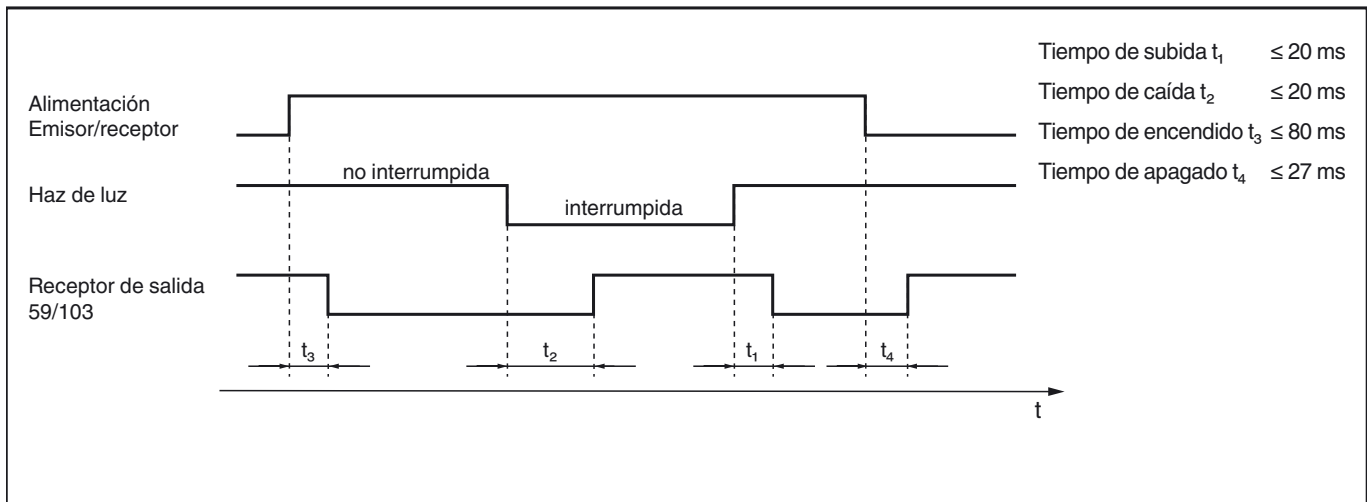 Tiempo de subida t₁ ≤ 20 ms
Tiempo de caída t₂ ≤ 20 ms
Tiempo de encendido t₃ ≤ 80 ms
Tiempo de apagado t₄ ≤ 27 ms
Alimentación
Emisor/receptor
no interrumpida
Haz de luz
interrumpida
Receptor de salida
59/103
t₃ t₂ t₁ t₄
t